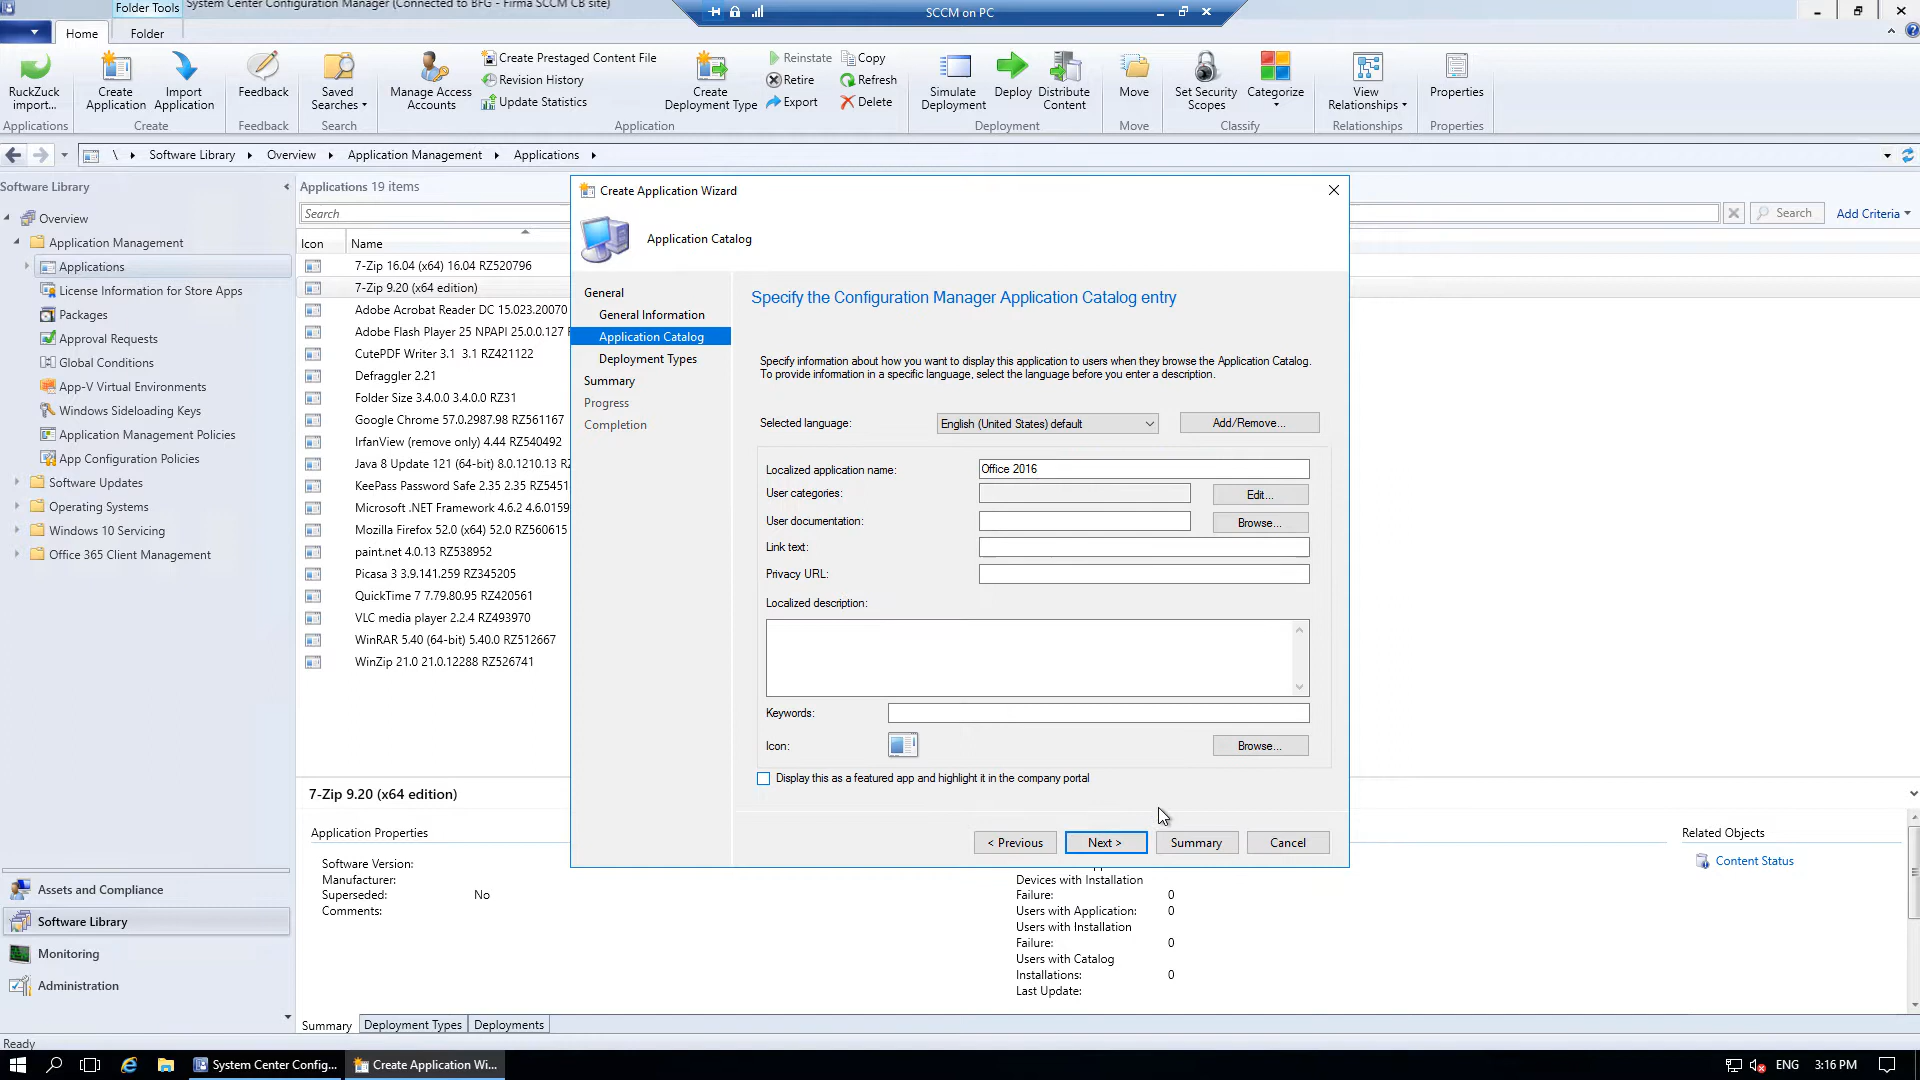 Folder Tools
System Center Configuration Manager (Connected to BFG - Firma SCCM CB site)
SCCM on PC
Home
Folder
RuckZuck import...
Create Application
Import Application
Feedback
Saved Searches
Manage Access Accounts
Create Prestaged Content File
Revision History
Update Statistics
Create Deployment Type
Reinstate
Retire
Export
Copy
Refresh
Delete
Simulate Deployment
Deploy
Distribute Content
Move
Set Security Scopes
Categorize
View Relationships
Properties
Applications
Create
Feedback
Search
Application
Deployment
Move
Classify
Relationships
Properties
\ Software Library Overview Application Management Applications
Software Library
Overview
Application Management
Applications
License Information for Store Apps
Packages
Approval Requests
Global Conditions
App-V Virtual Environments
Windows Sideloading Keys
Application Management Policies
App Configuration Policies
Software Updates
Operating Systems
Windows 10 Servicing
Office 365 Client Management
Assets and Compliance
Software Library
Monitoring
Administration
Applications 19 items
Search
Search
Add Criteria
Icon Name
7-Zip 16.04 (x64) 16.04 RZ520796
7-Zip 9.20 (x64 edition)
Adobe Acrobat Reader DC 15.023.20070
Adobe Flash Player 25 NPAPI 25.0.0.127 R
CutePDF Writer 3.1  3.1 RZ421122
Defraggler 2.21
Folder Size 3.4.0.0 3.4.0.0 RZ31
Google Chrome 57.0.2987.98 RZ561167
IrfanView (remove only) 4.44 RZ540492
Java 8 Update 121 (64-bit) 8.0.1210.13 RZ
KeePass Password Safe 2.35 2.35 RZ5451
Microsoft .NET Framework 4.6.2 4.6.0159
Mozilla Firefox 52.0 (x64) 52.0 RZ560615
paint.net 4.0.13 RZ538952
Picasa 3 3.9.141.259 RZ345205
QuickTime 7 7.79.80.95 RZ420561
VLC media player 2.2.4 RZ493970
WinRAR 5.40 (64-bit) 5.40.0 RZ512667
WinZip 21.0 21.0.12288 RZ526741
Create Application Wizard
Application Catalog
General
General Information
Application Catalog
Deployment Types
Summary
Progress
Completion
Specify the Configuration Manager Application Catalog entry
Specify information about how you want to display this application to users when they browse the Application Catalog.
To provide information in a specific language, select the language before you enter a description.
Selected language: English (United States) default Add/Remove...
Localized application name: Office 2016
User categories: Edit...
User documentation: Browse...
Link text:
Privacy URL:
Localized description:
Keywords:
Icon: Browse...
Display this as a featured app and highlight it in the company portal
< Previous Next > Summary Cancel
7-Zip 9.20 (x64 edition)
Application Properties
Software Version:
Manufacturer:
Superseded: No
Comments:
Devices with Installation
Failure: 0
Users with Application: 0
Users with Installation
Failure: 0
Users with Catalog
Installations: 0
Last Update:
Related Objects
Content Status
Summary Deployment Types Deployments
Ready
System Center Config...
Create Application Wi...
ENG
3:16 PM